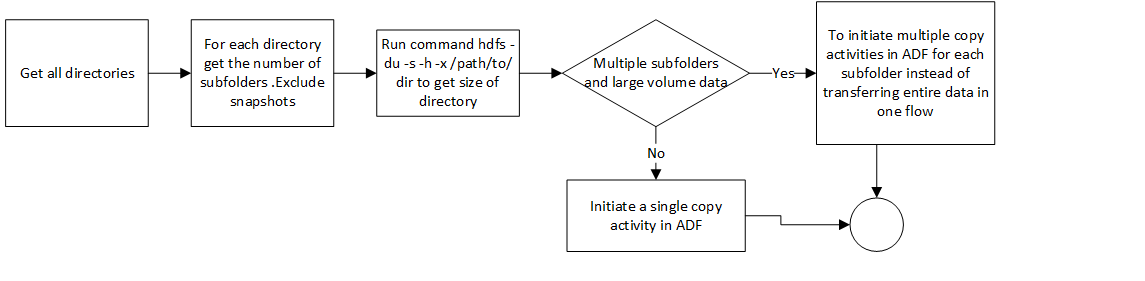 Get all directories
For each directory
get the number of
subfolders .Exclude
snapshots
Run command hdfs -
du -s -h -x /path/to/
dir to get size of
directory
Multiple subfolders
and large volume data
Yes
To initiate multiple copy
activities in ADF for each
subfolder instead of
transferring entire data in
one flow
No
Initiate a single copy
activity in ADF